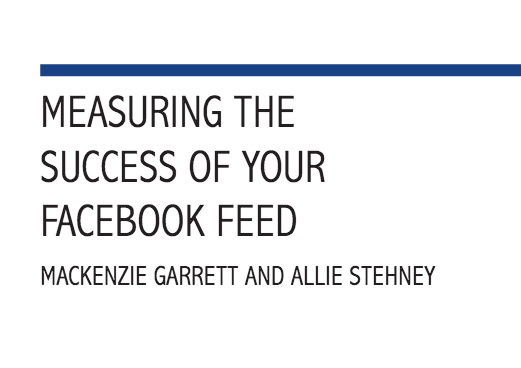 MEASURING THE
SUCCESS OF YOUR
FACEBOOK FEED
MACKENZIE GARRETT AND ALLIE STEHNEY